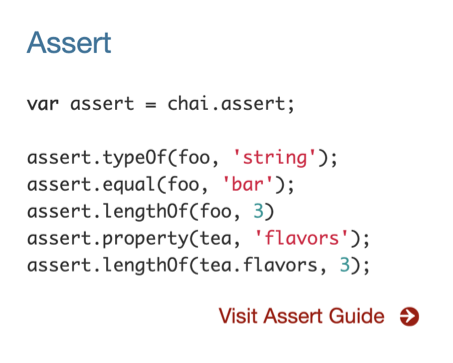 Assert
var assert = chai.assert;
assert.typeOf(foo, 'string');
assert.equal(foo, 'bar');
assert.lengthOf(foo, 3)
assert.property(tea, 'flavors');
assert.lengthOf(tea.flavors, 3);
Visit Assert Guide